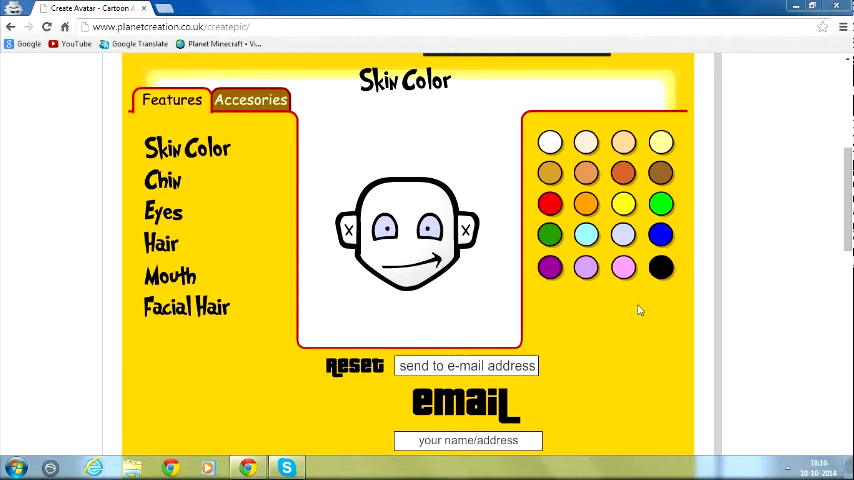 Create Avatar - Cartoon A
www.planetcreation.co.uk/createpic/
Google YouTube Google Translate Planet Minecraft • Vi...
Skin Color
Features Accesories
Skin Color
Chin
Eyes
Hair
Mouth
Facial Hair
Reset send to e-mail address
email
your name/address
18:16
10-10-2014